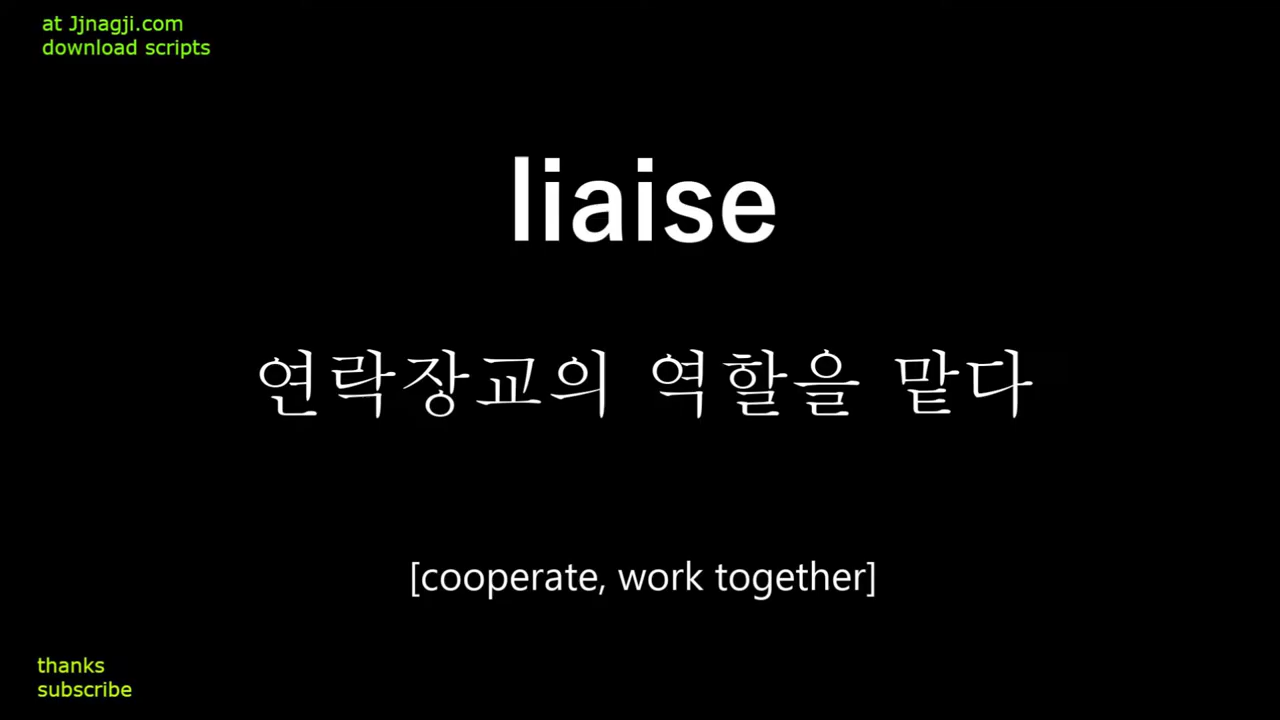 at Jjnagji.com
download scripts
liaise
연락장교의 역할을 맡다
[cooperate, work together]
thanks
subscribe